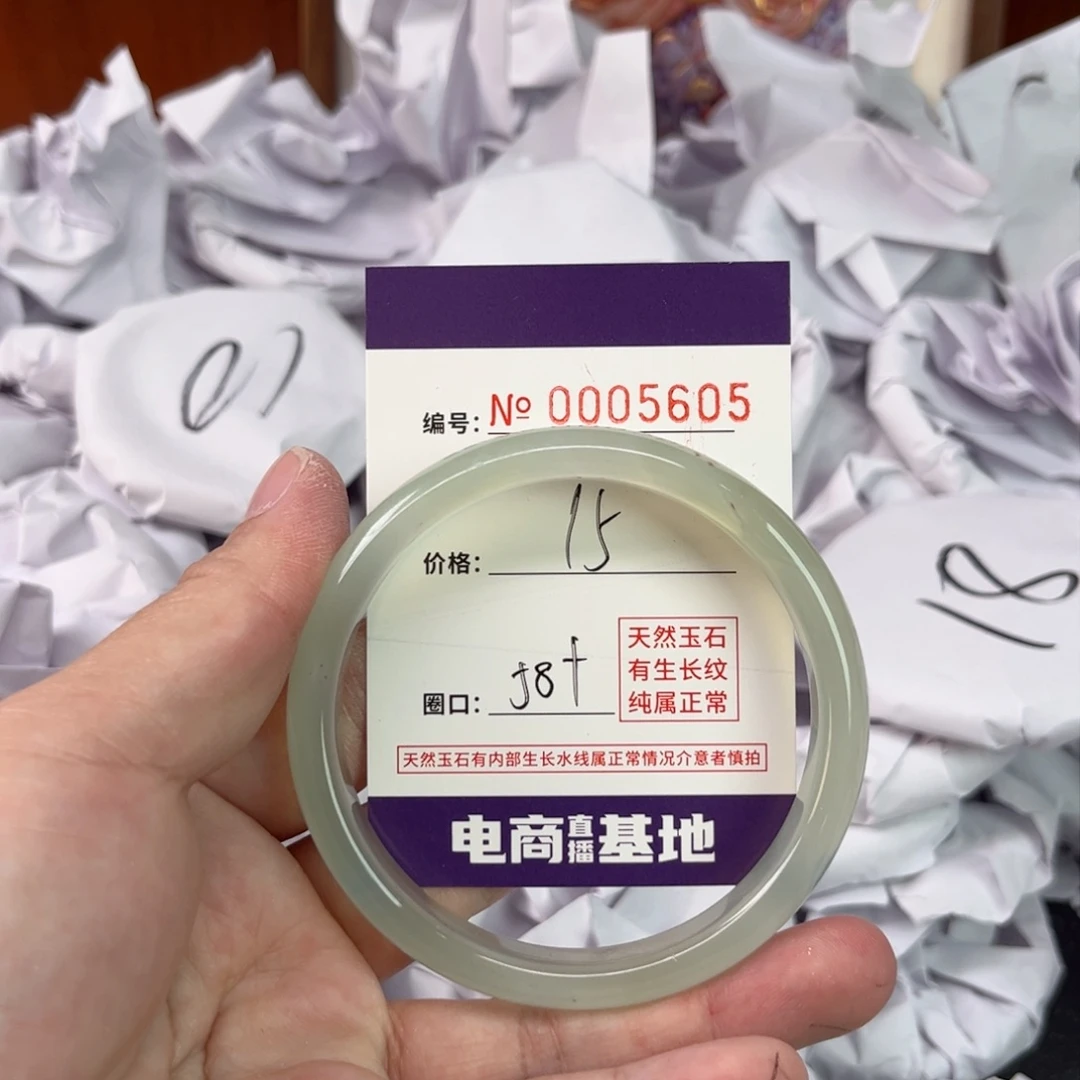 编号: № 0005605
07
价格: 15
18
圈口: 58+
天然玉石
有生长纹
纯属正常
天然玉石有内部生长水线属正常情况介意者慎拍
电商直播基地